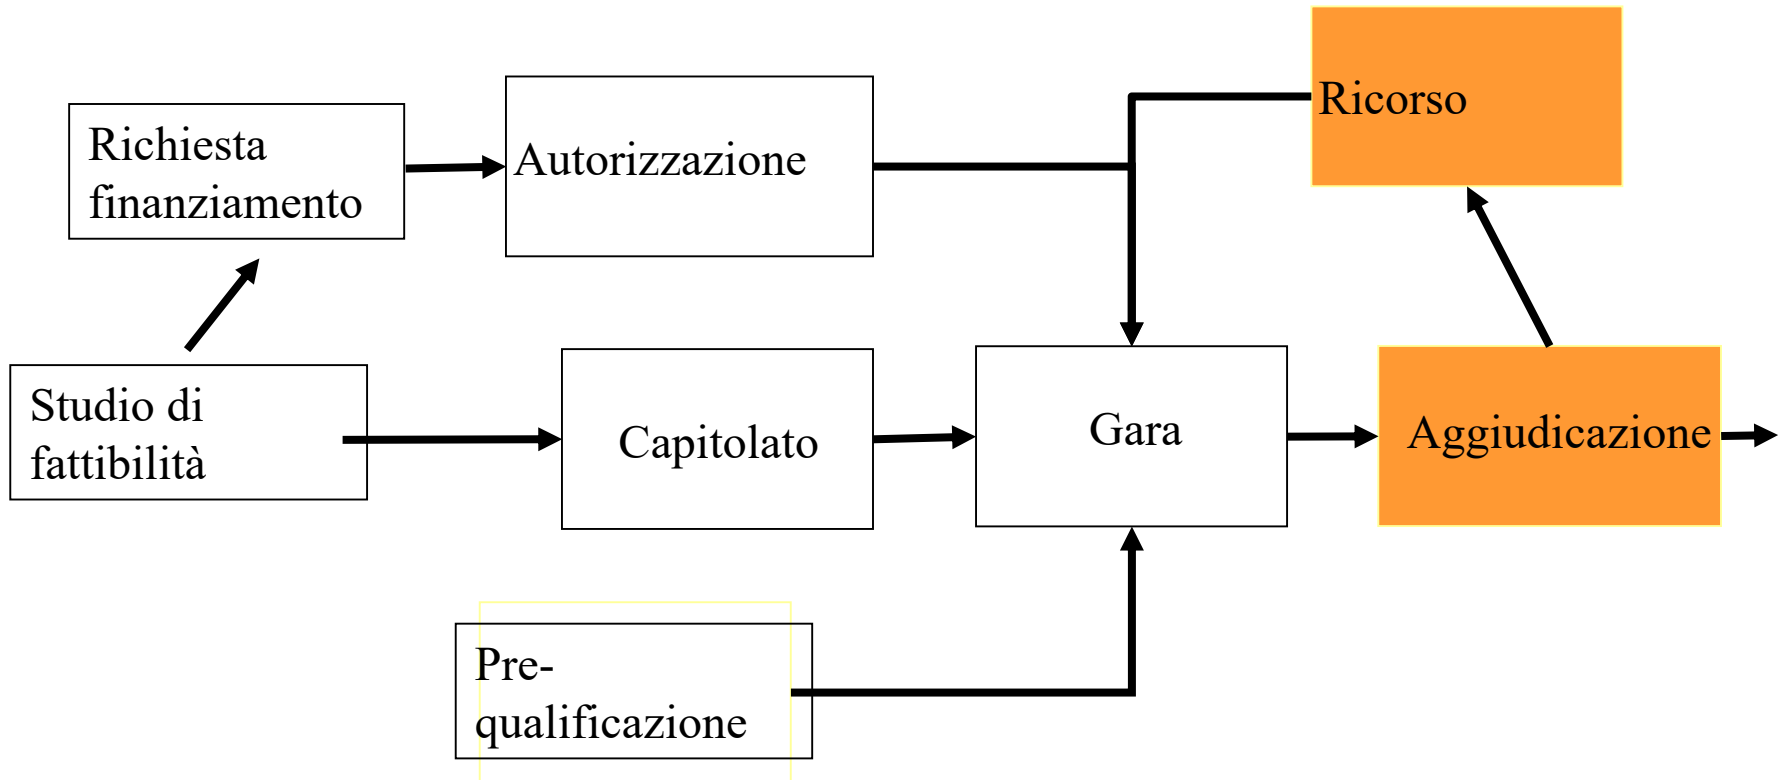 Ricorso
Richiesta
finanziamento
Autorizzazione
Studio di
fattibilità
Capitolato
Gara
Aggiudicazione
Pre-
qualificazione